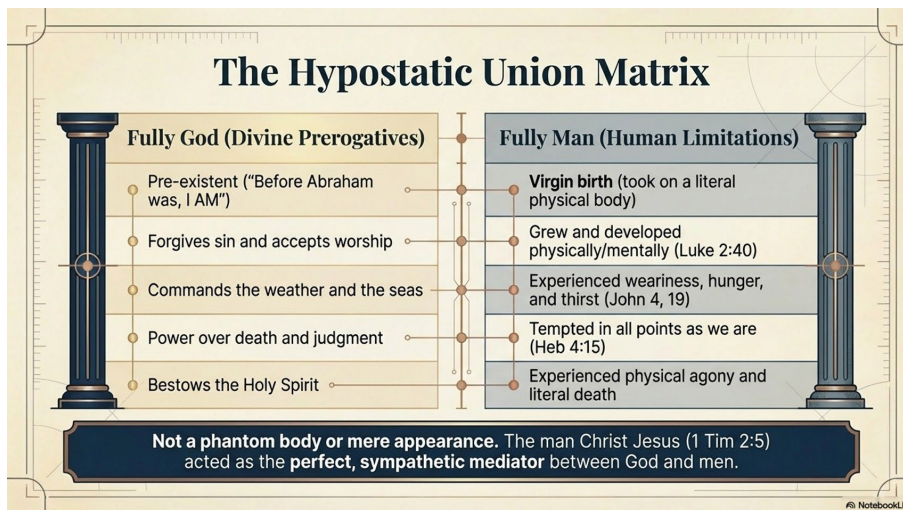 The Hypostatic Union Matrix
Fully God (Divine Prerogatives)
Pre-existent (“Before Abraham
was, I AM”)
Forgives sin and accepts worship
Commands the weather and the seas
Power over death and judgment
Bestows the Holy Spirit
Fully Man (Human Limitations)
Virgin birth (took on a literal
physical body)
Grew and developed
physically/mentally (Luke 2:40)
Experienced weariness, hunger,
and thirst (John 4, 19)
Tempted in all points as we are
(Heb 4:15)
Experienced physical agony and
literal death
Not a phantom body or mere appearance. The man Christ Jesus (1 Tim 2:5)
acted as the perfect, sympathetic mediator between God and men.